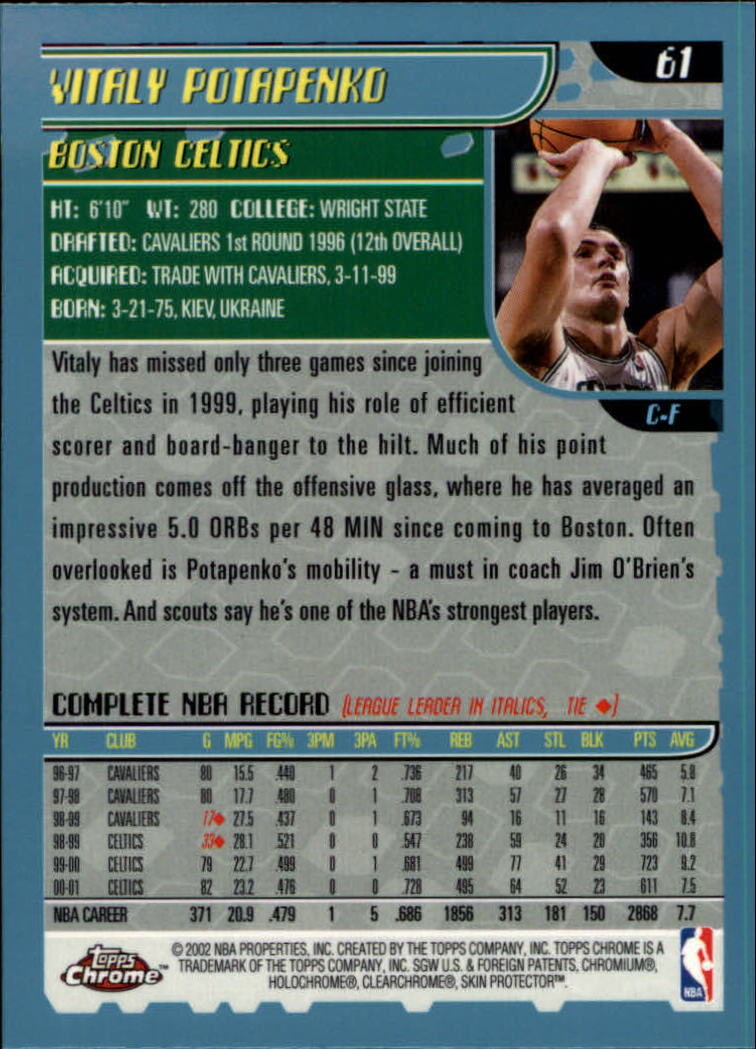 VITALY POTAPENKO
61
BOSTON CELTICS
HT: 6'10" WT: 280 COLLEGE: WRIGHT STATE
DRAFTED: CAVALIERS 1st ROUND 1996 (12th OVERALL)
ACQUIRED: TRADE WITH CAVALIERS, 3-11-99
BORN: 3-21-75, KIEV, UKRAINE
C-F
Vitaly has missed only three games since joining
the Celtics in 1999, playing his role of efficient
scorer and board-banger to the hilt. Much of his point
production comes off the offensive glass, where he has averaged an
impressive 5.0 ORBs per 48 MIN since coming to Boston. Often
overlooked is Potapenko's mobility - a must in coach Jim O'Brien's
system. And scouts say he's one of the NBA's strongest players.
COMPLETE NBA RECORD (LEAGUE LEADER IN ITALICS, TIE ◆)
YR CLUB G MPG FG% 3PM 3PA FT% REB AST STL BLK PTS AVG
96-97 CAVALIERS 80 15.5 .440 1 2 .736 217 40 26 34 465 5.8
97-98 CAVALIERS 80 17.7 .480 0 1 .708 313 57 27 28 570 7.1
98-99 CAVALIERS 17◆ 27.5 .437 0 1 .673 94 16 11 16 143 8.4
98-99 CELTICS 33◆ 28.1 .521 0 0 .547 238 59 24 20 356 10.8
99-00 CELTICS 79 22.7 .499 0 1 .681 499 77 41 29 723 9.2
00-01 CELTICS 82 23.2 .476 0 0 .728 495 64 52 23 611 7.5
NBA CAREER 371 20.9 .479 1 5 .686 1856 313 181 150 2868 7.7
Topps Chrome™
© 2002 NBA PROPERTIES, INC. CREATED BY THE TOPPS COMPANY, INC. TOPPS CHROME IS A
TRADEMARK OF THE TOPPS COMPANY, INC. SGW U.S. & FOREIGN PATENTS, CHROMIUM®,
HOLOCHROME®, CLEARCHROME®, SKIN PROTECTOR™.
NBA